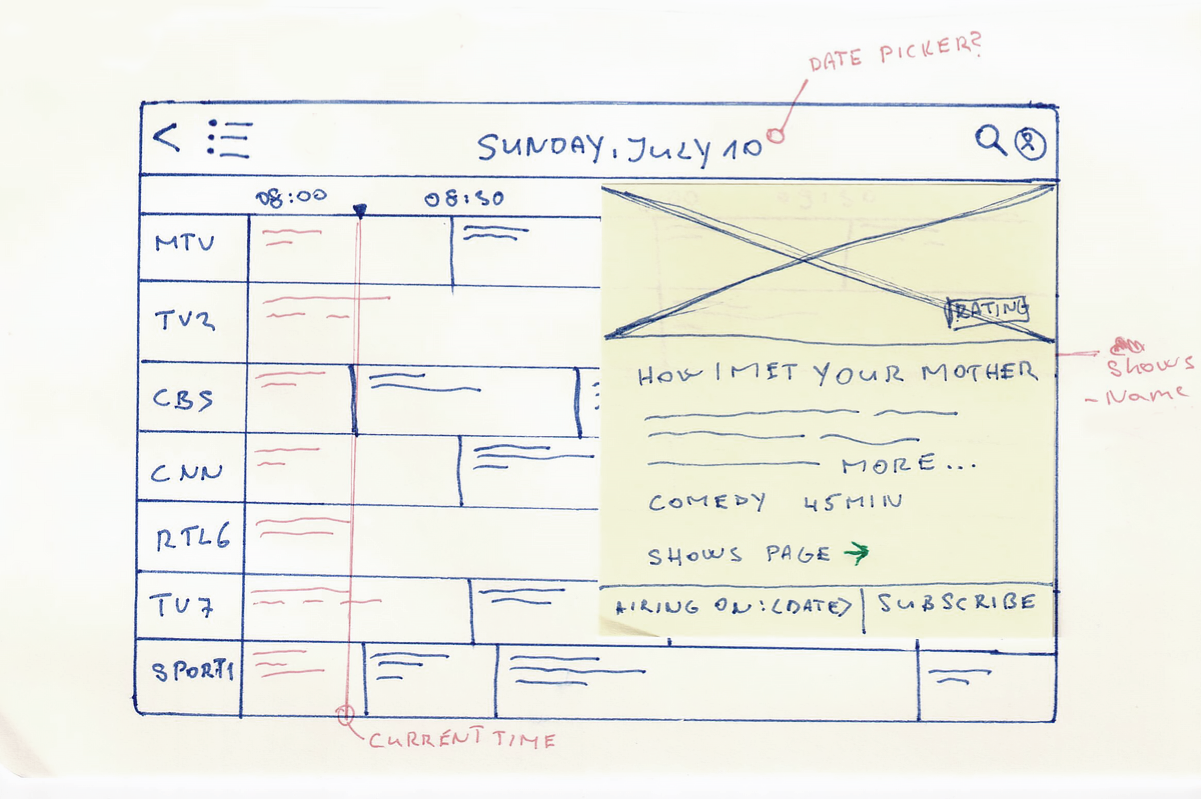 DATE PICKER?
SUNDAY, JULY 10
08:00 08:30
MTV
TV2
CBS
CNN
RTL6
TV7
SPORT1
RATING
HOW I MET YOUR MOTHER
MORE...
COMEDY 45MIN
SHOWS PAGE →
AIRING ON:(DATE) SUBSCRIBE
Shows
- Name
CURRENT TIME